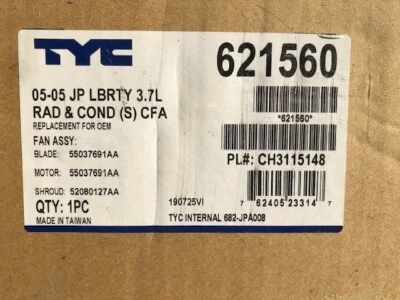 TYC
621560
05-05 JP LBRTY 3.7L
RAD & COND (S) CFA
REPLACEMENT FOR OEM
*621560*
FAN ASSY:
BLADE: 55037691AA
PL#: CH3115148
MOTOR: 55037691AA
SHROUD: 52080127AA
QTY: 1PC
190725VI
MADE IN TAIWAN
TYC INTERNAL 682-JPA008
7 62405 23314 7